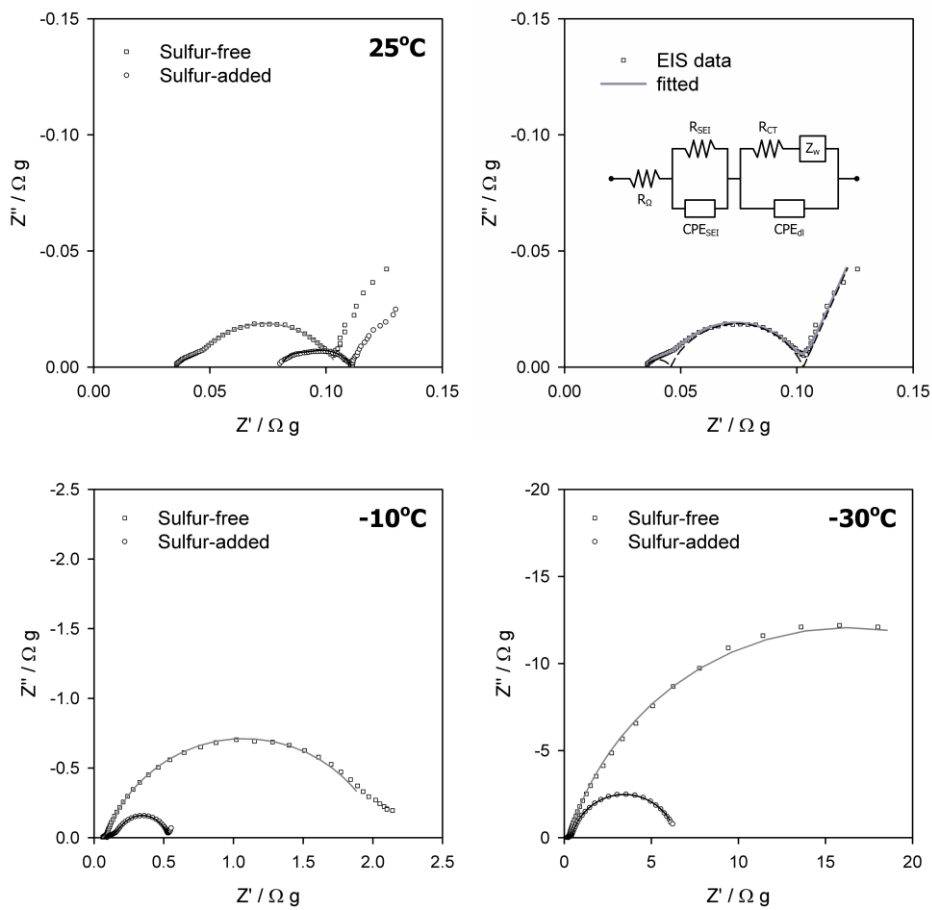 25°C
Sulfur-free
Sulfur-added
-0.15
-0.10
-0.05
0.00
0.00
0.05
0.10
0.15
Z" / Ω g
Z' / Ω g
EIS data
fitted
R_SEI
R_CT
Z_w
R_Ω
CPE_SEI
CPE_dl
-0.15
-0.10
-0.05
0.00
0.00
0.05
0.10
0.15
Z" / Ω g
Z' / Ω g
-10°C
Sulfur-free
Sulfur-added
-2.5
-2.0
-1.5
-1.0
-0.5
0.0
0.0
0.5
1.0
1.5
2.0
2.5
Z" / Ω g
Z' / Ω g
-30°C
Sulfur-free
Sulfur-added
-20
-15
-10
-5
0
0
5
10
15
20
Z" / Ω g
Z' / Ω g